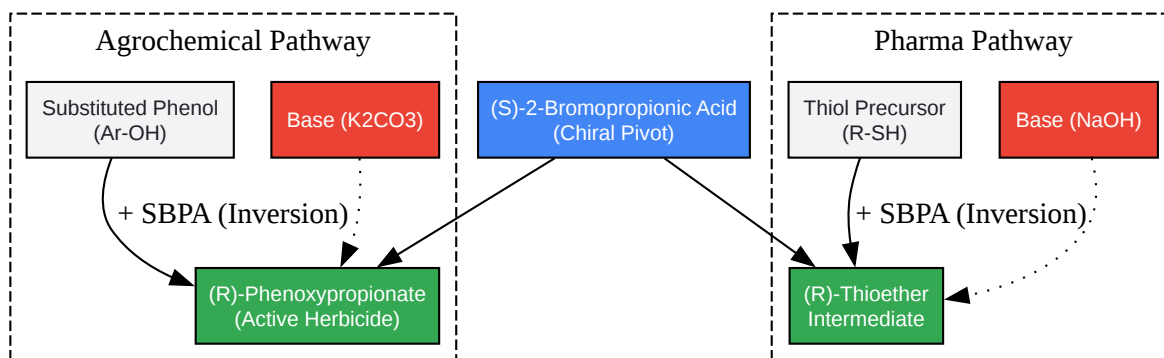 Agrochemical Pathway
Substituted Phenol
(Ar-OH)
Base (K2CO3)
+ SBPA (Inversion)
(R)-Phenoxypropionate
(Active Herbicide)
(S)-2-Bromopropionic Acid
(Chiral Pivot)
Pharma Pathway
Thiol Precursor
(R-SH)
Base (NaOH)
+ SBPA (Inversion)
(R)-Thioether
Intermediate